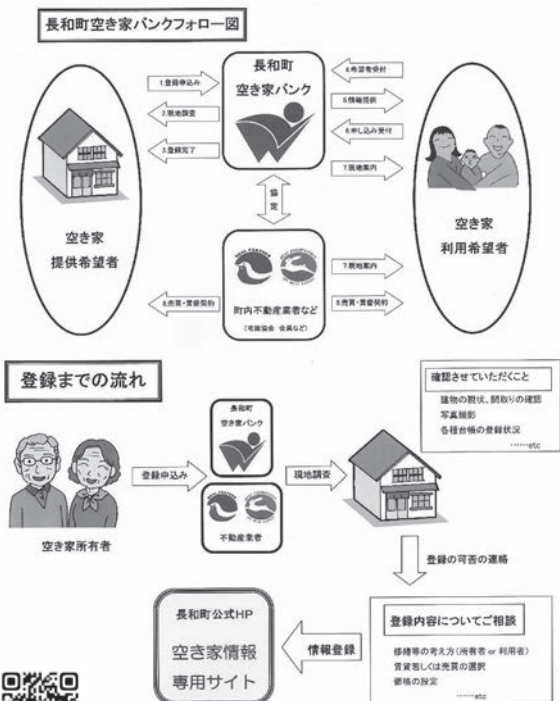 長和町空き家バンクフォロー図
長和町
空き家バンク
1.登録申込み
2.現地調査
3.登録完了
4.希望者受付
5.情報提供
6.申し込み受付
7.現地案内
協定
空き家
提供希望者
空き家
利用希望者
町内不動産業者など
(宅建協会 会員など)
7.現地案内
8.売買・賃貸契約
8.売買・賃貸契約
登録までの流れ
確認させていただくこと
建物の現状、間取りの確認
写真撮影
各種台帳の登録状況
……etc
長和町
空き家バンク
登録申込み
現地調査
不動産業者
空き家所有者
登録の可否の連絡
長和町公式HP
空き家情報
専用サイト
情報登録
登録内容についてご相談
修繕等の考え方(所有者 or 利用者)
賃貸若しくは売買の選択
価格の設定
……etc